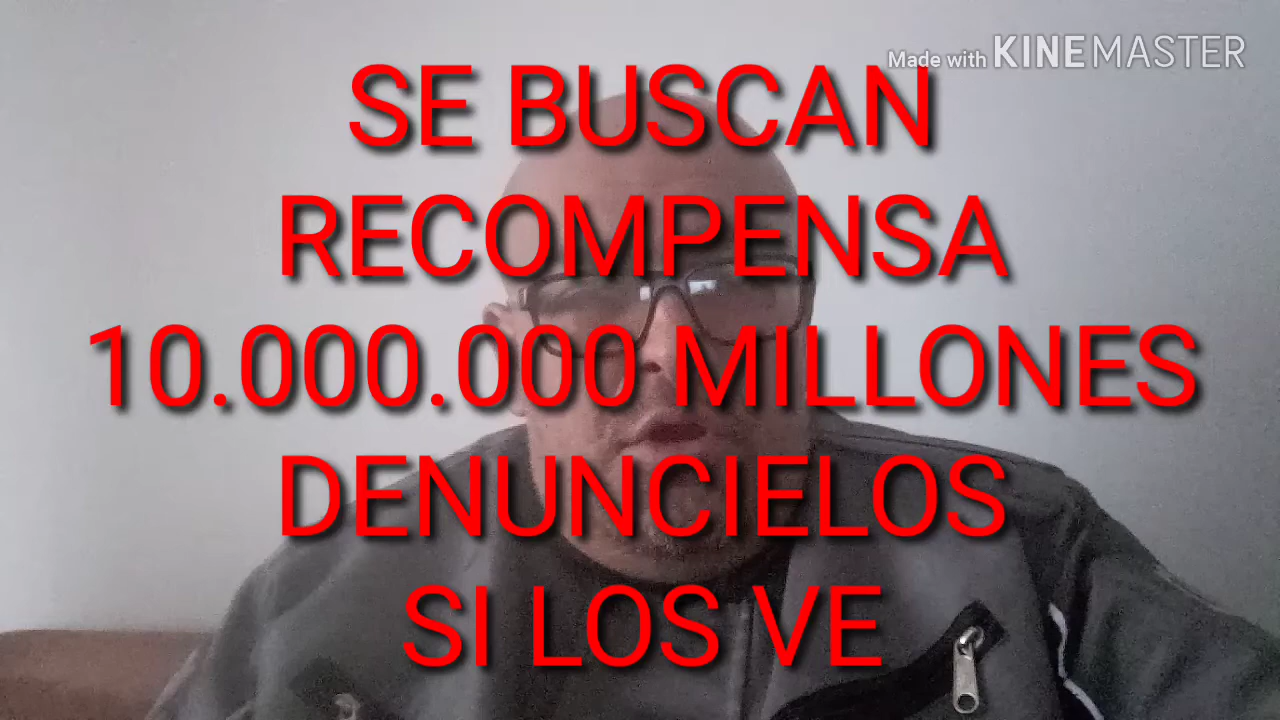 Made with KINEMASTER
SE BUSCAN
RECOMPENSA
10.000.000 MILLONES
DENUNCIELOS
SI LOS VE